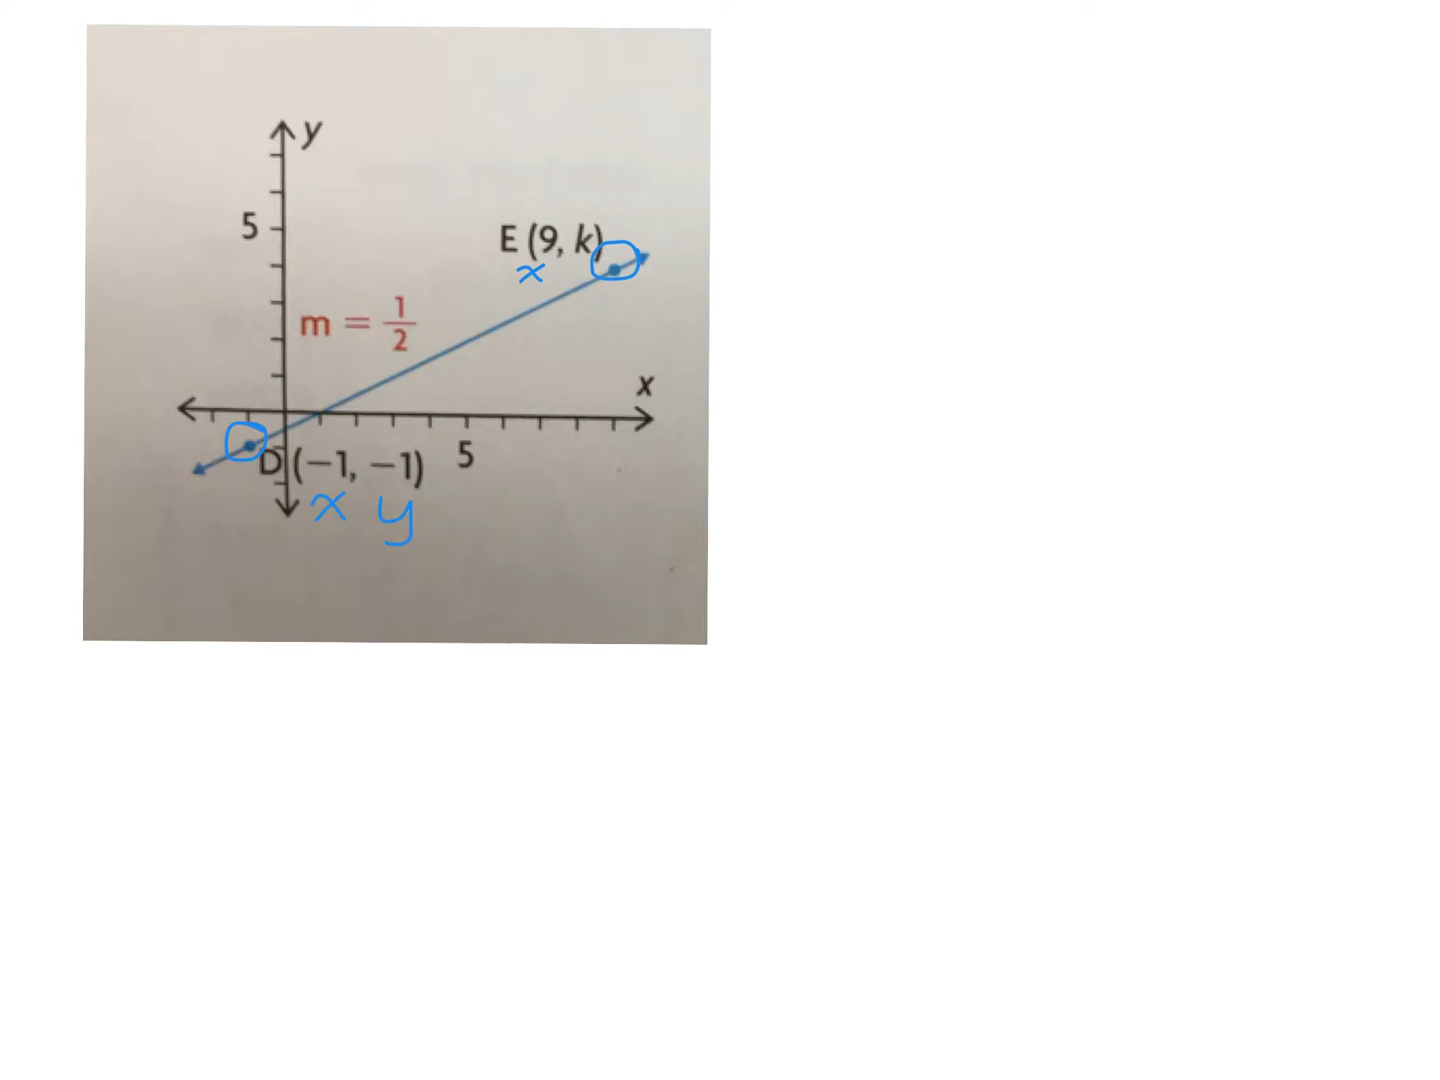 y
5
E (9, k)
x
m = 1/2
x
D (−1, −1)
5
x y